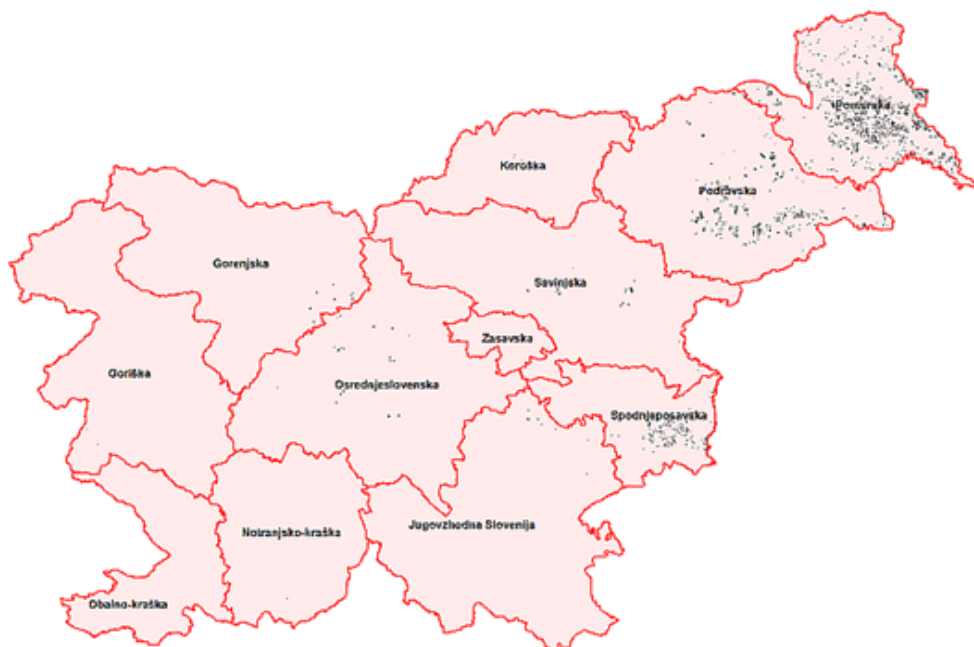 Pomurska
Koroška
Podravska
Gorenjska
Savinjska
Zasavska
Goriška
Osrednjeslovenska
Spodnjeposavska
Jugovzhodna Slovenija
Notranjsko-kraška
Obalno-kraška